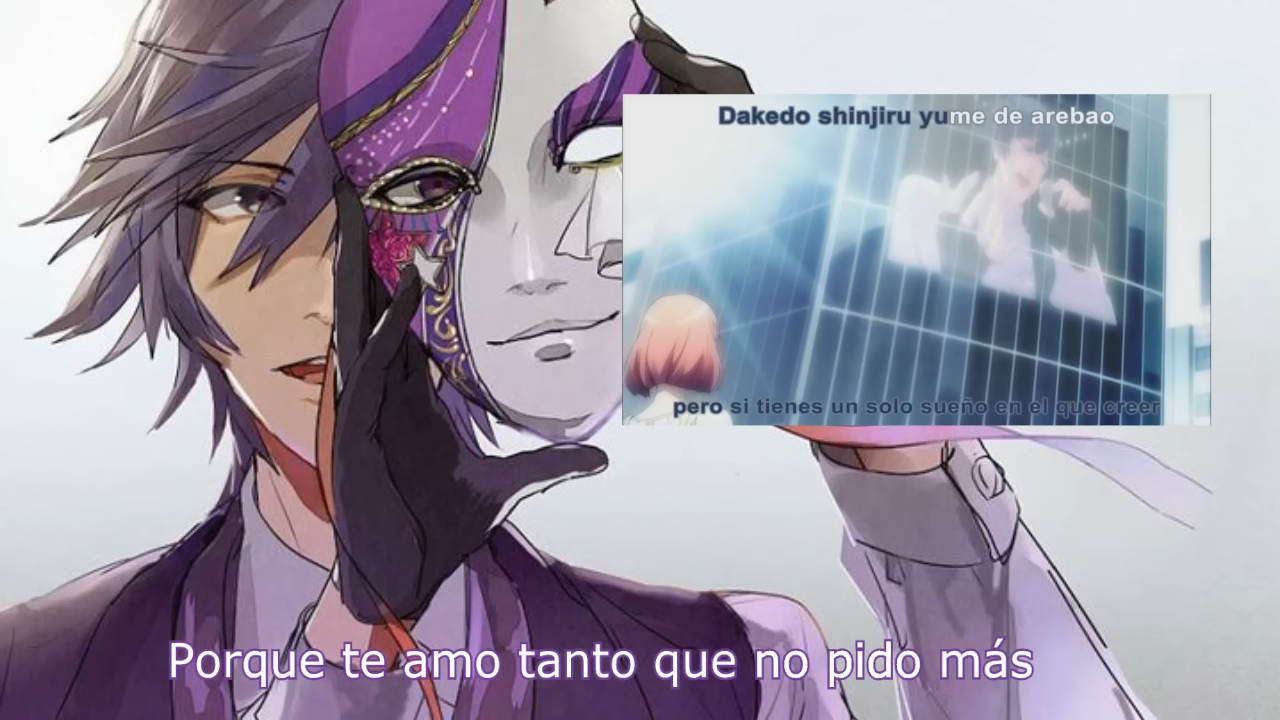 Dakedo shinjiru yume de arebao
pero si tienes un solo sueño en el que creer
Porque te amo tanto que no pido más